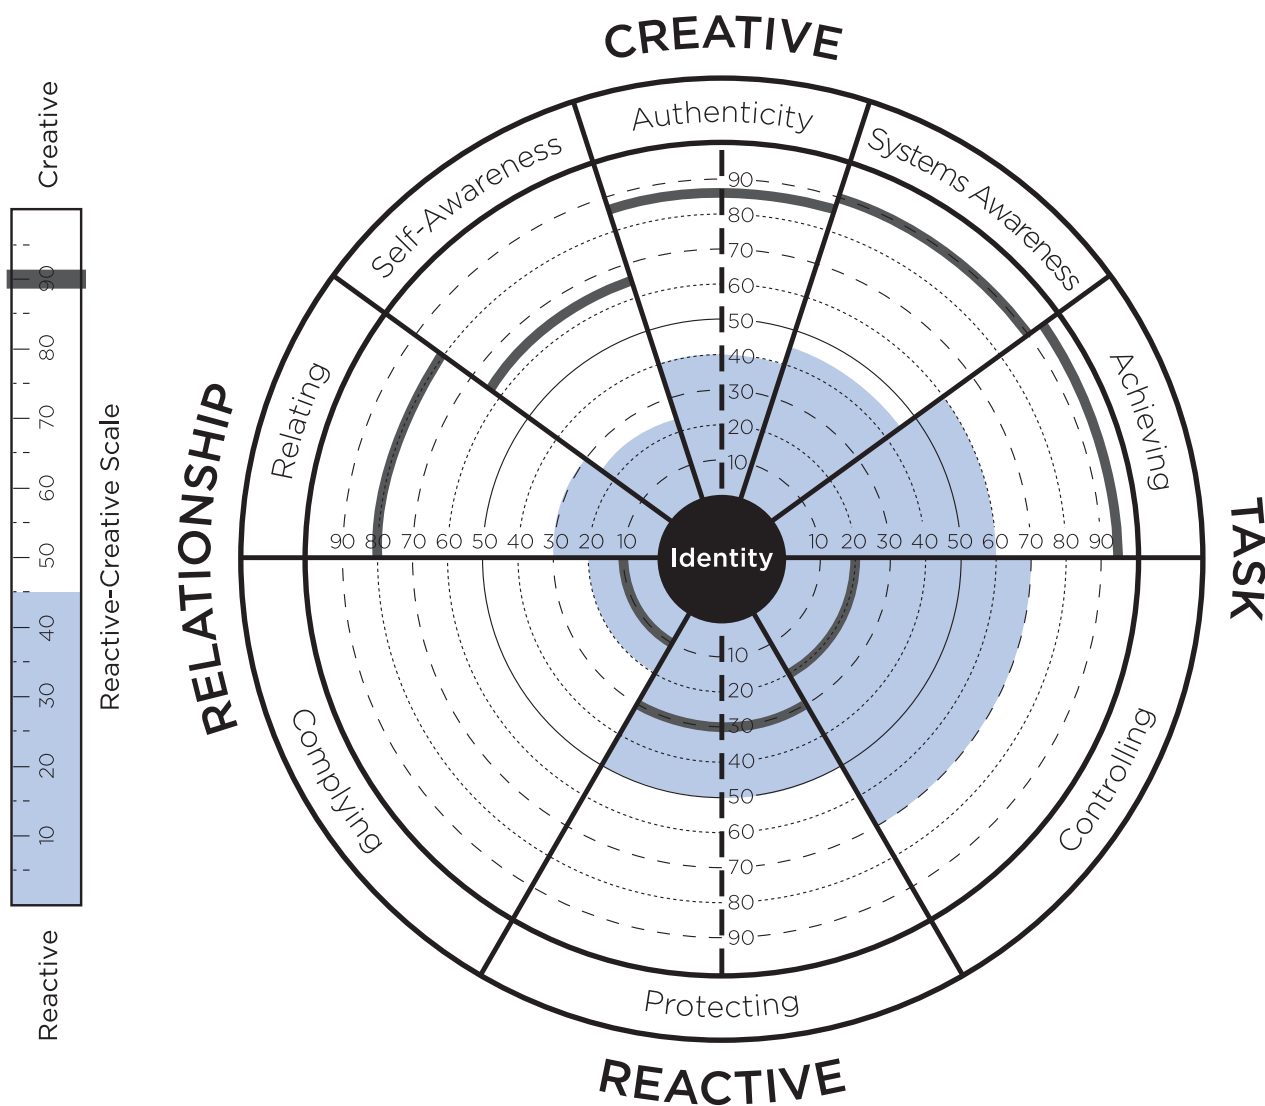 CREATIVE
Creative
90
80
70
60
50
40
30
20
10
Reactive-Creative Scale
Reactive
RELATIONSHIP
TASK
REACTIVE
Authenticity
Systems Awareness
Achieving
Controlling
Protecting
Complying
Relating
Self-Awareness
90
80
70
60
50
40
30
20
10
90 80 70 60 50 40 30 20 10
Identity
10 20 30 40 50 60 70 80 90
10
20
30
40
50
60
70
80
90